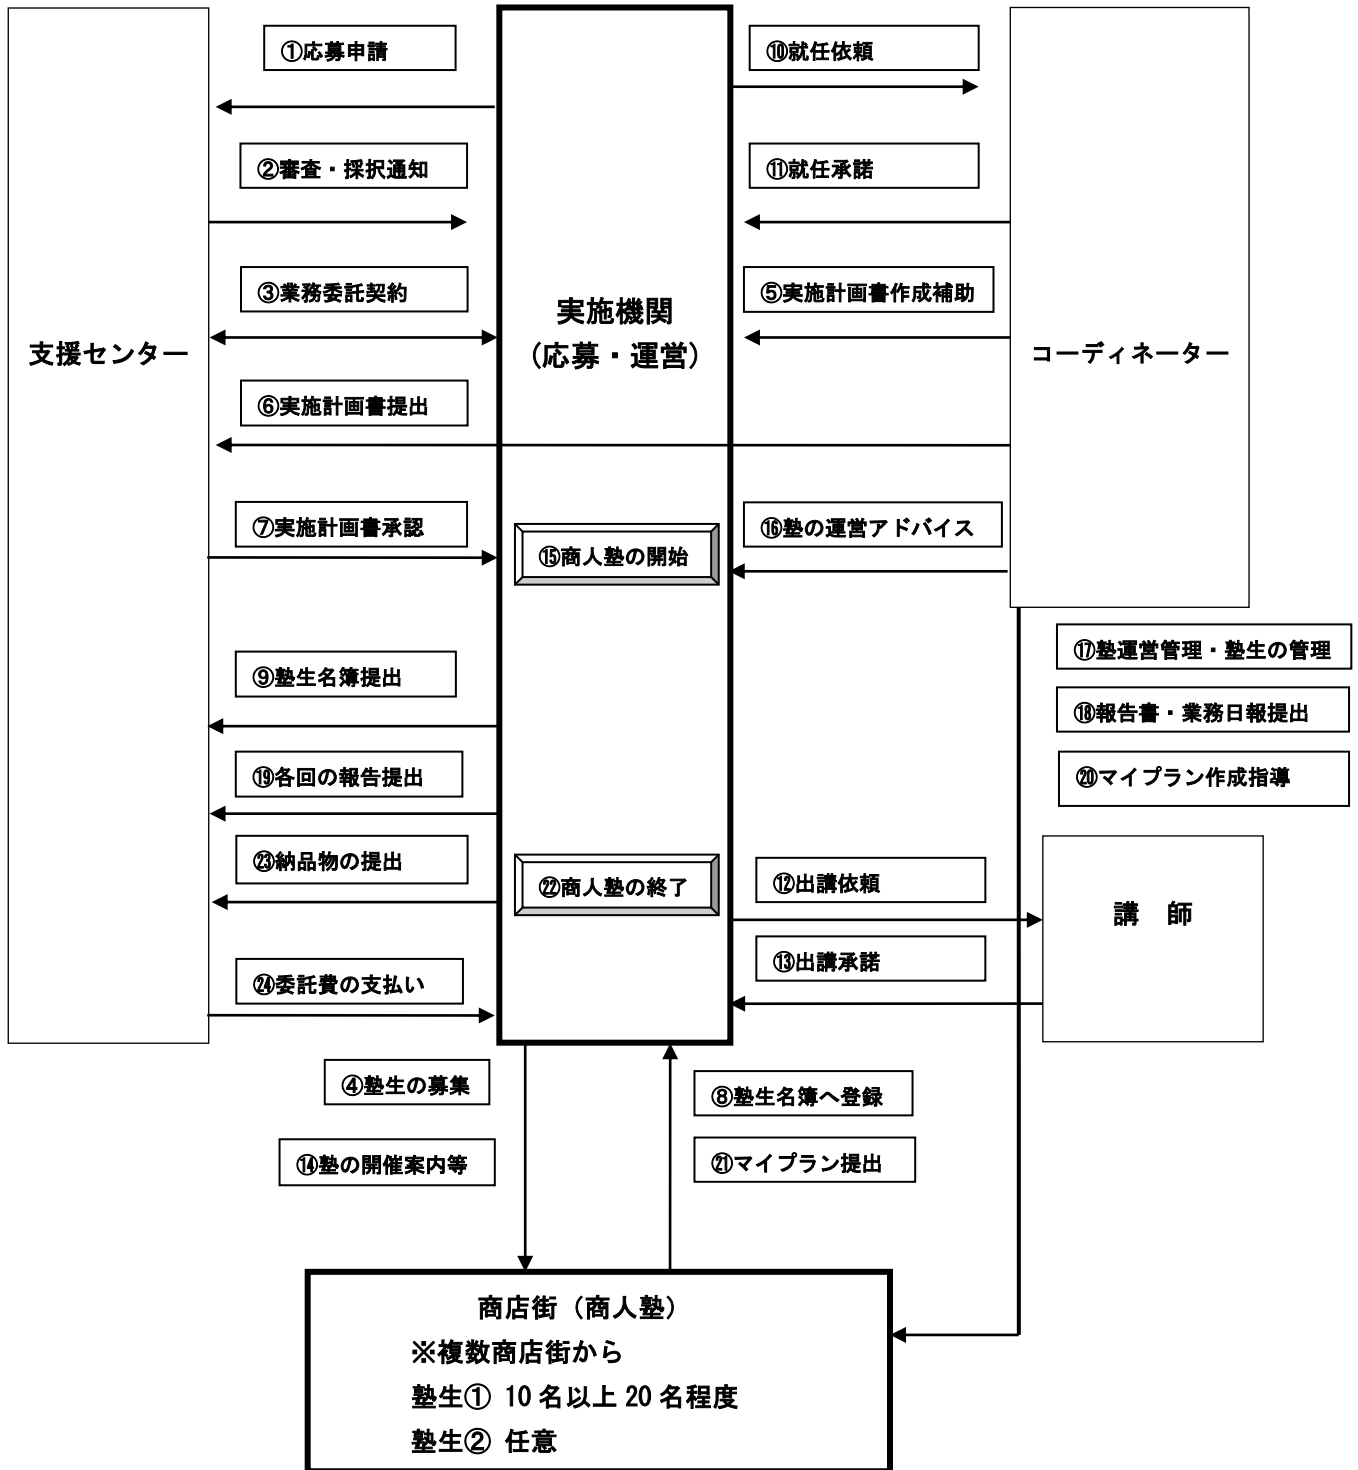 ①応募申請
⑩就任依頼
②審査・採択通知
⑪就任承諾
③業務委託契約
⑤実施計画書作成補助
実施機関
(応募・運営)
支援センター
コーディネーター
⑥実施計画書提出
⑦実施計画書承認
⑯塾の運営アドバイス
⑮商人塾の開始
⑨塾生名簿提出
⑰塾運営管理・塾生の管理
⑱報告書・業務日報提出
⑲各回の報告提出
⑳マイプラン作成指導
㉓納品物の提出
㉒商人塾の終了
⑫出講依頼
講 師
⑬出講承諾
㉔委託費の支払い
④塾生の募集
⑧塾生名簿へ登録
⑭塾の開催案内等
㉑マイプラン提出
商店街（商人塾）
※複数商店街から
塾生① 10名以上20名程度
塾生② 任意